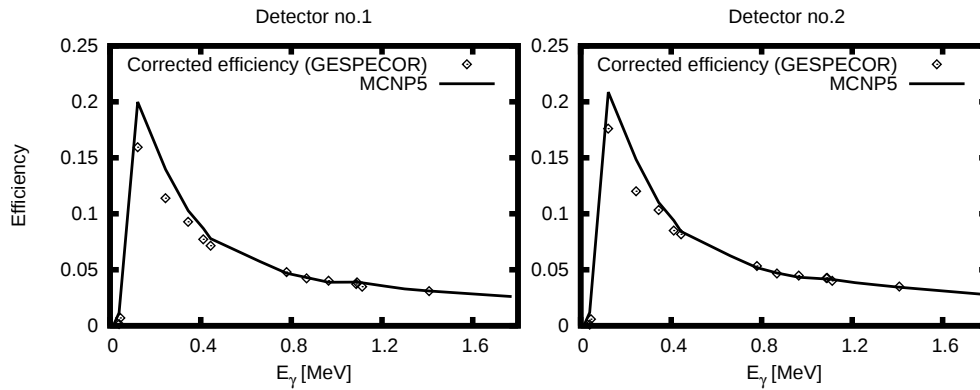 Detector no.1
Detector no.2
Efficiency
0.25
0.2
0.15
0.1
0.05
0
Corrected efficiency (GESPECOR)
MCNP5
0 0.4 0.8 1.2 1.6
Eγ [MeV]
0.25
0.2
0.15
0.1
0.05
0
Corrected efficiency (GESPECOR)
MCNP5
0 0.4 0.8 1.2 1.6
Eγ [MeV]